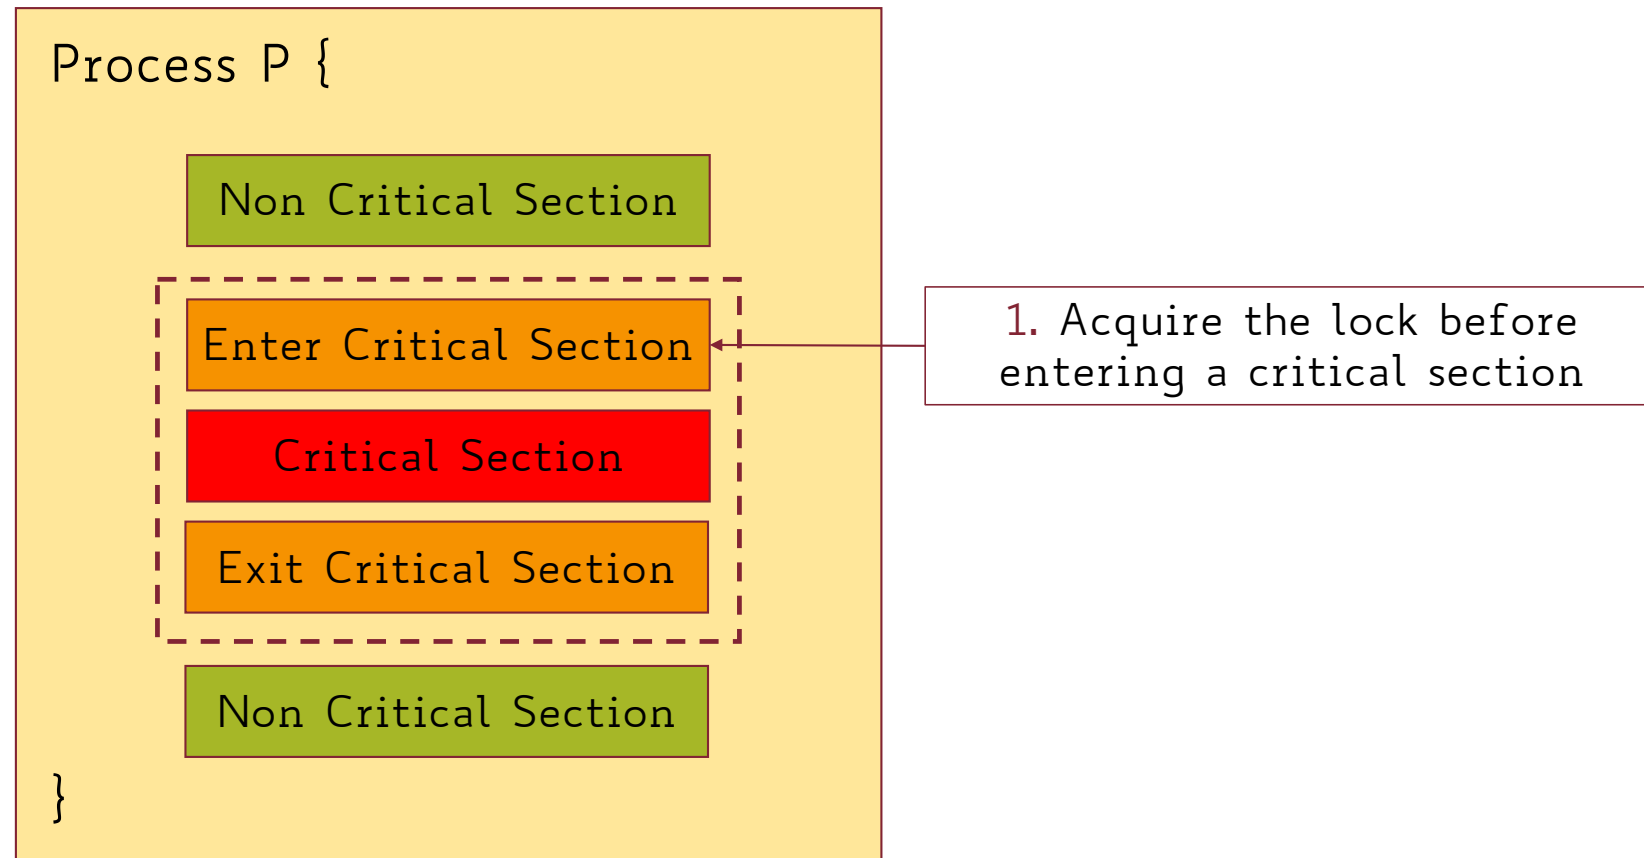 Process P {
Non Critical Section
Enter Critical Section
1. Acquire the lock before
entering a critical section
Critical Section
Exit Critical Section
Non Critical Section
}